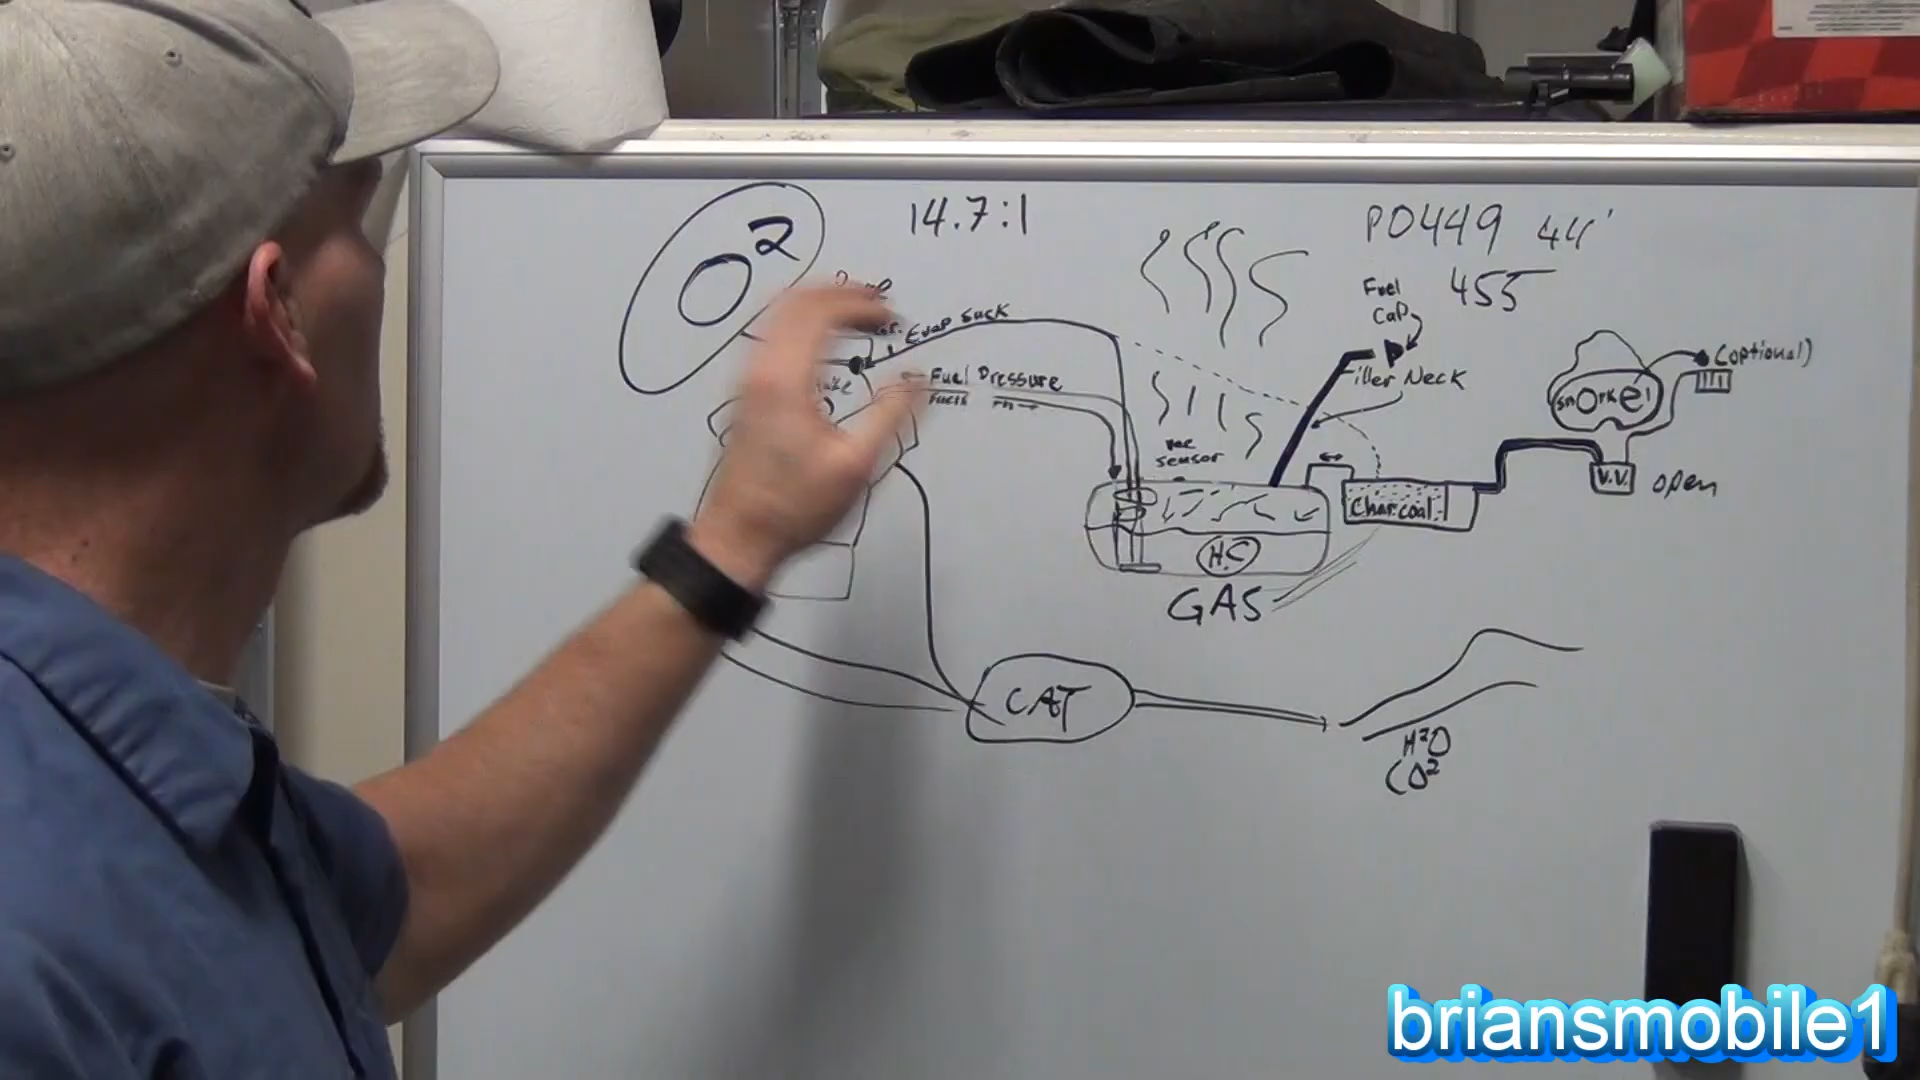 O2
14.7:1
P0449 44'
455
Evap Suck
Fuel Pressure
Fuel
Cap
Filler Neck
(optional)
snorkel
vac
sensor
V.V.
open
Charcoal
H.C
GAS
CAT
H2O
CO2
briansmobile1